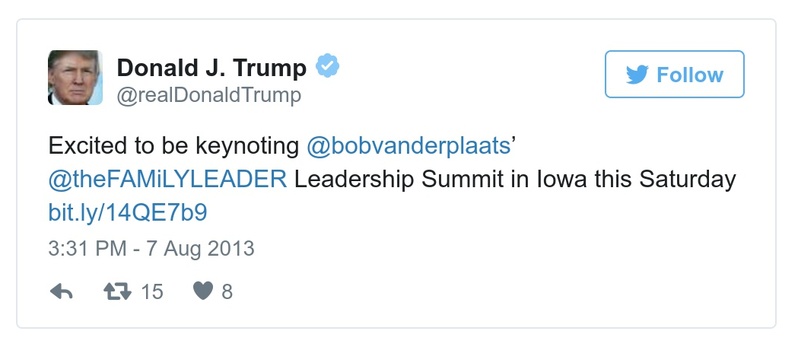 Donald J. Trump
@realDonaldTrump
Follow
Excited to be keynoting @bobvanderplaats’
@theFAMiLYLEADER Leadership Summit in Iowa this Saturday
bit.ly/14QE7b9
3:31 PM - 7 Aug 2013
15 8